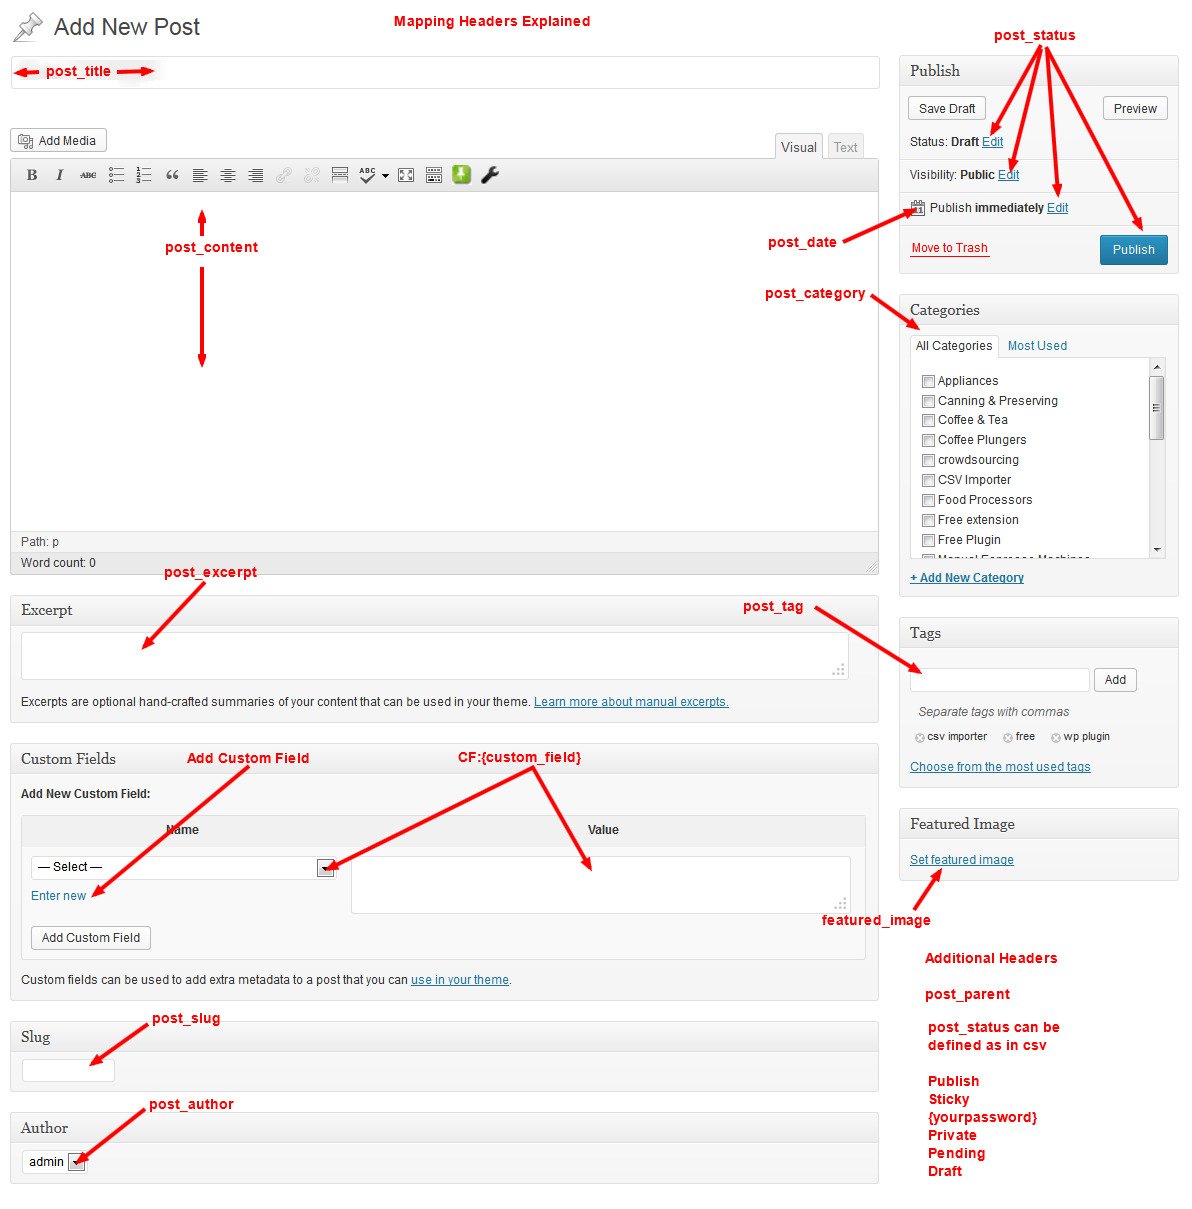 Add New Post
Mapping Headers Explained
post_title
Add Media
Visual
Text
B
I
ABC
ABC
post_content
Path: p
Word count: 0
post_excerpt
Excerpt
Excerpts are optional hand-crafted summaries of your content that can be used in your theme. Learn more about manual excerpts.
Custom Fields
Add Custom Field
CF:{custom_field}
Add New Custom Field:
Name
Value
— Select —
Enter new
Add Custom Field
Custom fields can be used to add extra metadata to a post that you can use in your theme.
post_slug
Slug
post_author
Author
admin
post_status
Publish
Save Draft
Preview
Status: Draft Edit
Visibility: Public Edit
Publish immediately Edit
post_date
Move to Trash
Publish
post_category
Categories
All Categories
Most Used
Appliances
Canning & Preserving
Coffee & Tea
Coffee Plungers
crowdsourcing
CSV Importer
Food Processors
Free extension
Free Plugin
Manual Espresso Machines
+ Add New Category
post_tag
Tags
Add
Separate tags with commas
csv importer
free
wp plugin
Choose from the most used tags
Featured Image
Set featured image
featured_image
Additional Headers
post_parent
post_status can be
defined as in csv
Publish
Sticky
{yourpassword}
Private
Pending
Draft